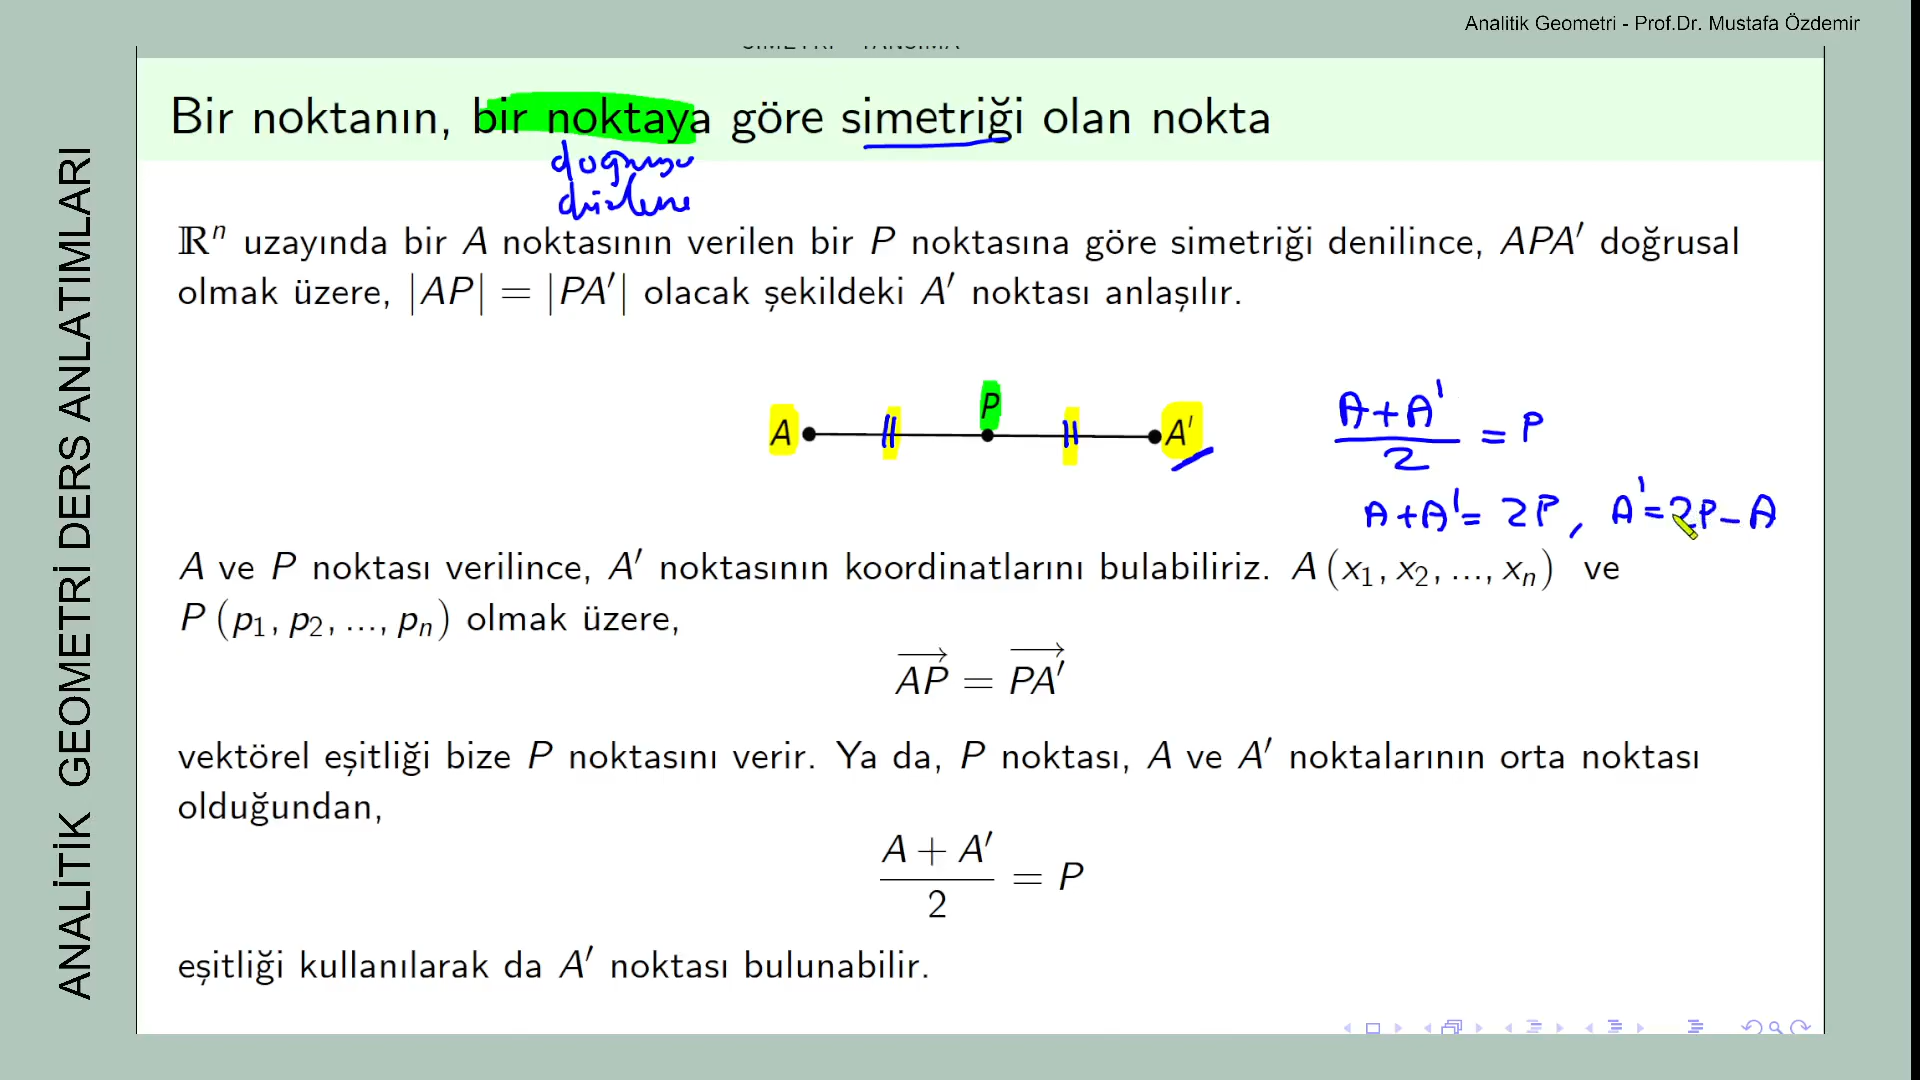 Analitik Geometri - Prof.Dr. Mustafa Özdemir
ANALİTİK GEOMETRİ DERS ANLATIMLARI
Bir noktanın, bir noktaya göre simetriği olan nokta
doğruya
düzleme
ℝⁿ uzayında bir A noktasının verilen bir P noktasına göre simetriği denilince, APA′ doğrusal
olmak üzere, |AP| = |PA′| olacak şekildeki A′ noktası anlaşılır.
A P A′
(A + A′)/2 = P
A + A′ = 2P, A′ = 2P − A
A ve P noktası verilince, A′ noktasının koordinatlarını bulabiliriz. A (x₁, x₂, ..., xₙ) ve
P (p₁, p₂, ..., pₙ) olmak üzere,
AP⃗ = PA′⃗
vektörel eşitliği bize P noktasını verir. Ya da, P noktası, A ve A′ noktalarının orta noktası
olduğundan,
(A + A′)/2 = P
eşitliği kullanılarak da A′ noktası bulunabilir.